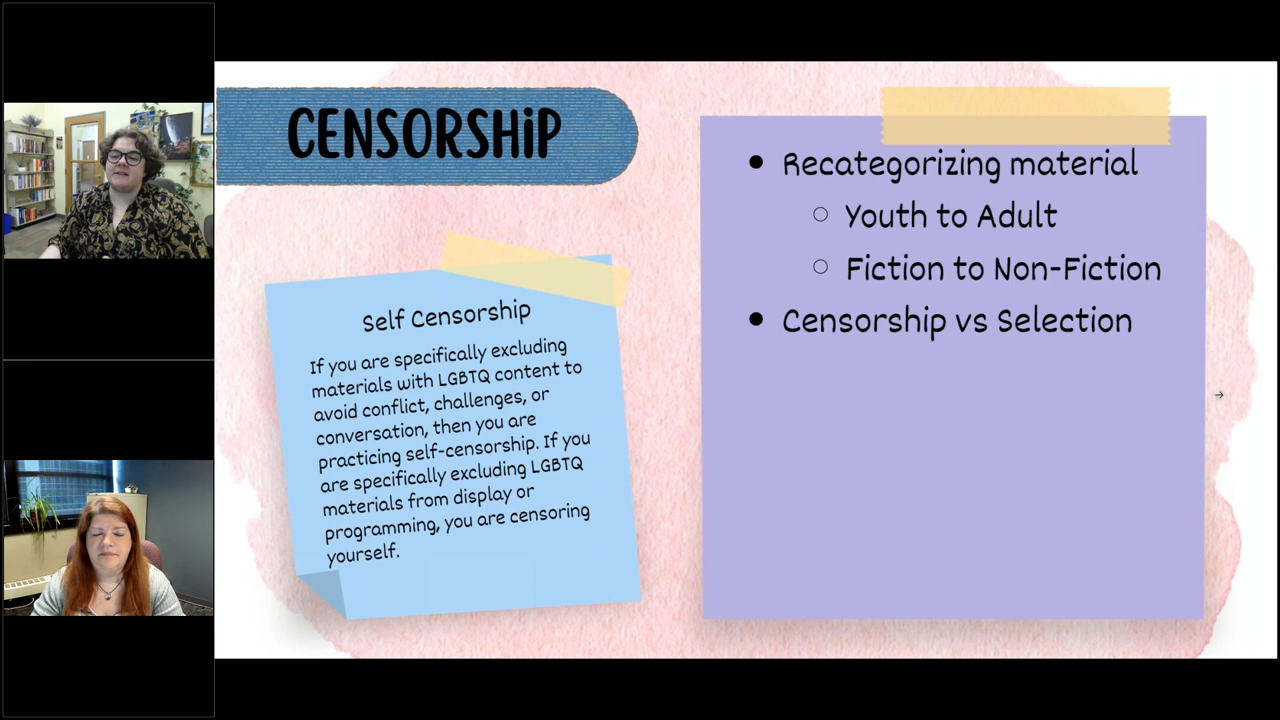 CENSORSHiP
Self Censorship
If you are specifically excluding
materials with LGBTQ content to
avoid conflict, challenges, or
conversation, then you are
practicing self-censorship. If you
are specifically excluding LGBTQ
materials from display or
programming, you are censoring
yourself.
• Recategorizing material
○ Youth to Adult
○ Fiction to Non-Fiction
• Censorship vs Selection